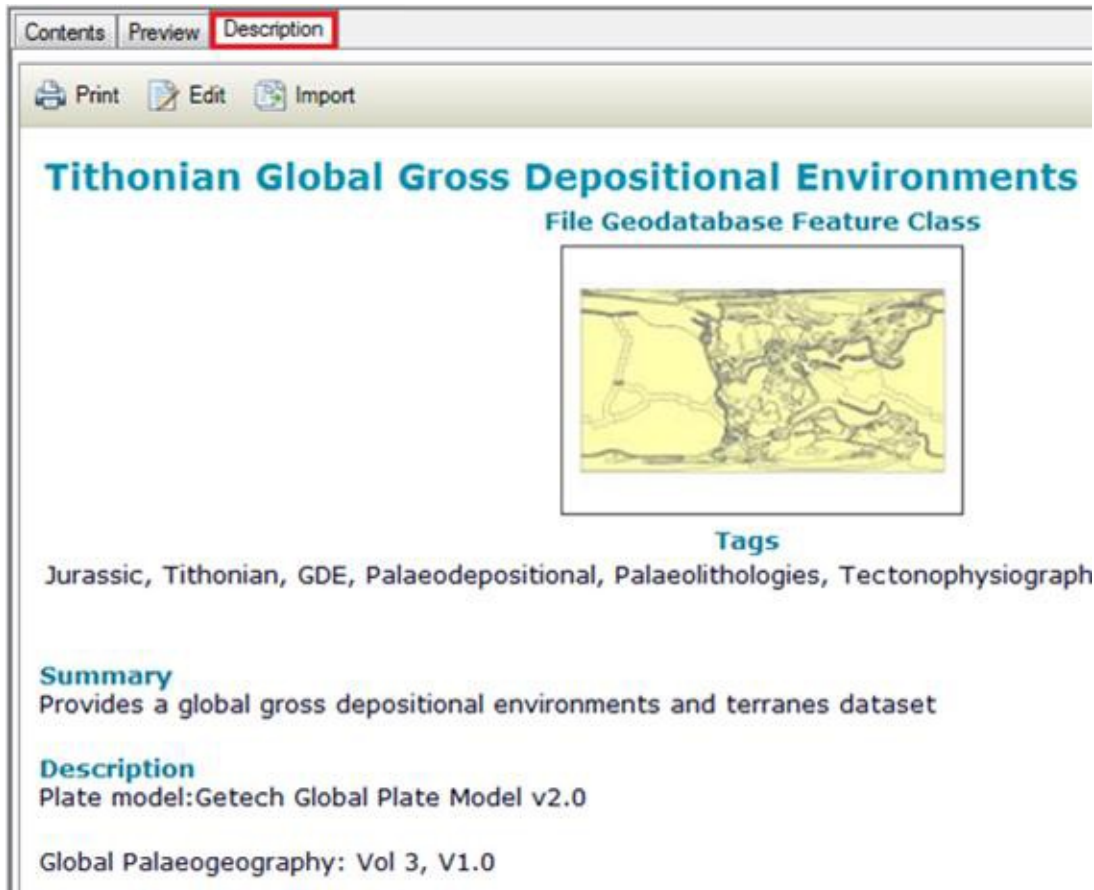 Contents Preview Description
Print Edit Import
Tithonian Global Gross Depositional Environments
File Geodatabase Feature Class
Tags
Jurassic, Tithonian, GDE, Palaeodepositional, Palaeolithologies, Tectonophysiograph
Summary
Provides a global gross depositional environments and terranes dataset
Description
Plate model:Getech Global Plate Model v2.0
Global Palaeogeography: Vol 3, V1.0